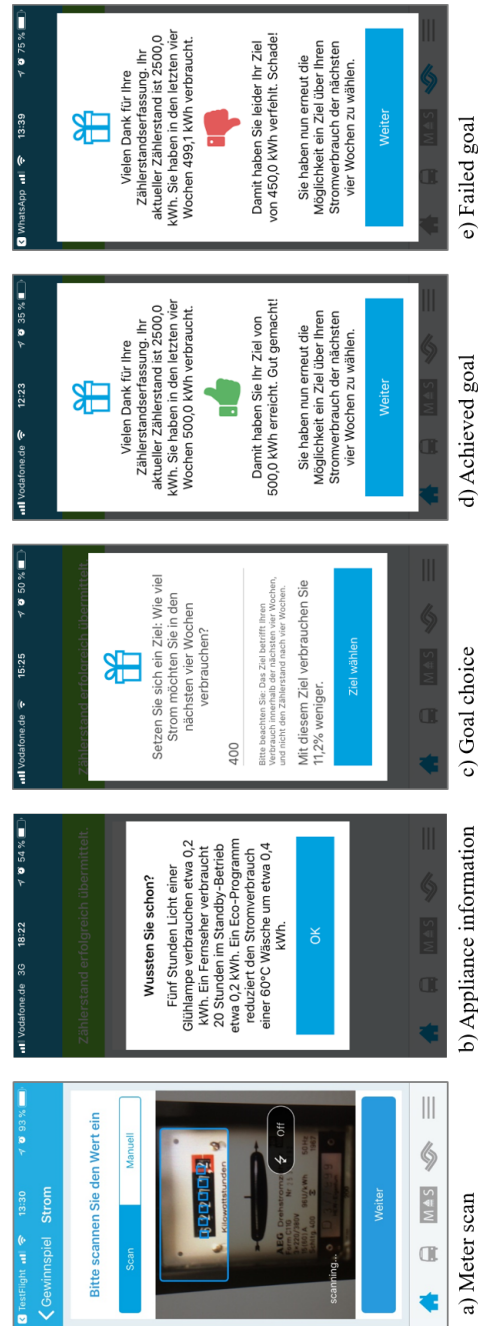 TestFlight 13:30 93 %
Gewinnspiel Strom
Bitte scannen Sie den Wert ein
Scan Manuell
Kilowattstunden
Off
AEG Drehstromzähler
scanning...
Weiter
M&S
a) Meter scan
Vodafone.de 3G 18:22 54 %
Zählerstand erfolgreich übermittelt.
Wussten Sie schon?
Fünf Stunden Licht einer
Glühlampe verbrauchen etwa 0,2
kWh. Ein Fernseher verbraucht
20 Stunden im Standby-Betrieb
etwa 0,2 kWh. Ein Eco-Programm
reduziert den Stromverbrauch
einer 60°C Wäsche um etwa 0,4
kWh.
OK
M&S
b) Appliance information
Vodafone.de 15:25 50 %
Zählerstand erfolgreich übermittelt
Setzen Sie sich ein Ziel: Wie viel
Strom möchten Sie in den
nächsten vier Wochen
verbrauchen?
400
Bitte beachten Sie: Das Ziel betrifft Ihren
Verbrauch innerhalb der nächsten vier Wochen,
und nicht den Zählerstand nach vier Wochen.
Mit diesem Ziel verbrauchen Sie
11,2% weniger.
Ziel wählen
M&S
c) Goal choice
Vodafone.de 12:23 35 %
Vielen Dank für Ihre
Zählerstandserfassung. Ihr
aktueller Zählerstand ist 2500,0
kWh. Sie haben in den letzten vier
Wochen 500,0 kWh verbraucht.
Damit haben Sie Ihr Ziel von
500,0 kWh erreicht. Gut gemacht!
Sie haben nun erneut die
Möglichkeit ein Ziel über Ihren
Stromverbrauch der nächsten
vier Wochen zu wählen.
Weiter
M&S
d) Achieved goal
WhatsApp 13:39 75 %
Vielen Dank für Ihre
Zählerstandserfassung. Ihr
aktueller Zählerstand ist 2500,0
kWh. Sie haben in den letzten vier
Wochen 499,1 kWh verbraucht.
Damit haben Sie leider Ihr Ziel
von 450,0 kWh verfehlt. Schade!
Sie haben nun erneut die
Möglichkeit ein Ziel über Ihren
Stromverbrauch der nächsten
vier Wochen zu wählen.
Weiter
M&S
e) Failed goal